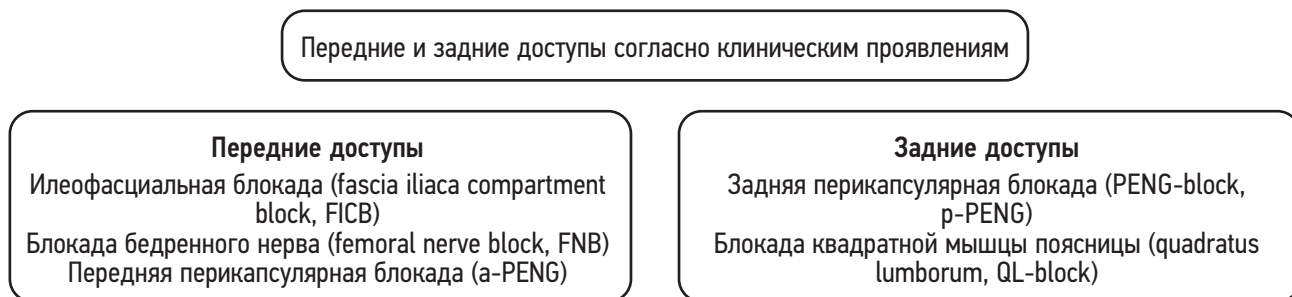 Передние и задние доступы согласно клиническим проявлениям
Передние доступы
Илеофасциальная блокада (fascia iliaca compartment
block, FICB)
Блокада бедренного нерва (femoral nerve block, FNB)
Передняя перикапсулярная блокада (a-PENG)
Задние доступы
Задняя перикапсулярная блокада (PENG-block,
p-PENG)
Блокада квадратной мышцы поясницы (quadratus
lumborum, QL-block)